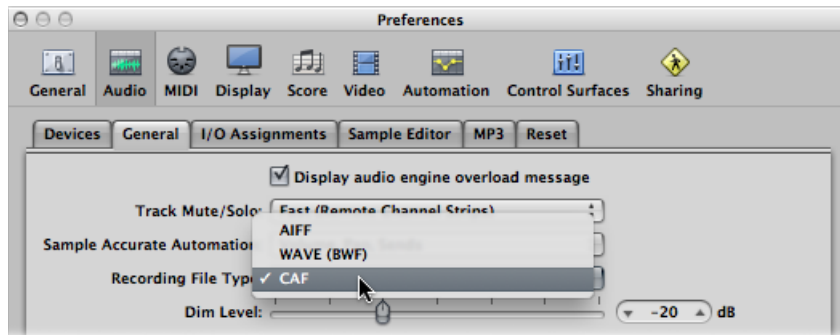 Preferences
General Audio MIDI Display Score Video Automation Control Surfaces Sharing
Devices General I/O Assignments Sample Editor MP3 Reset
Display audio engine overload message
Track Mute/Solo: Fast (Remote Channel Strips)
AIFF
Sample Accurate Automation:
WAVE (BWF)
Recording File Typ ✓ CAF
Dim Level: -20 dB